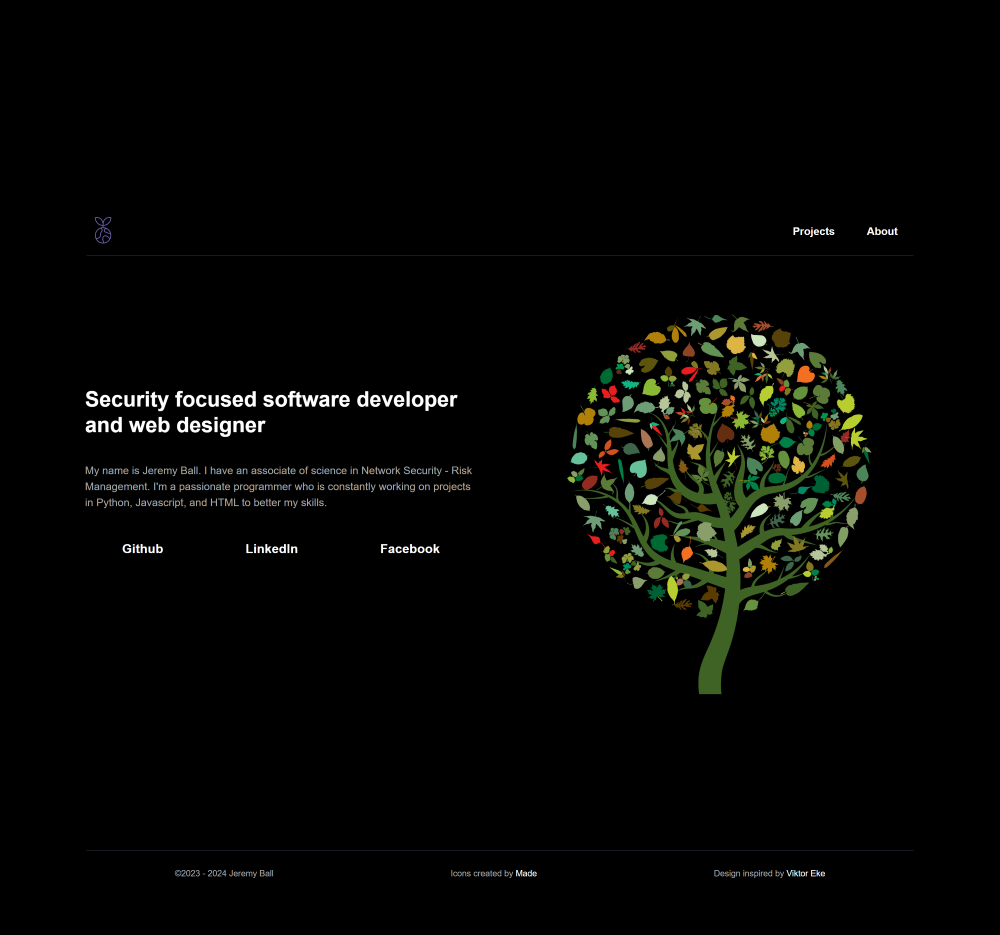 Projects About
Security focused software developer
and web designer
My name is Jeremy Ball. I have an associate of science in Network Security - Risk
Management. I'm a passionate programmer who is constantly working on projects
in Python, Javascript, and HTML to better my skills.
Github LinkedIn Facebook
©2023 - 2024 Jeremy Ball Icons created by Made Design inspired by Viktor Eke